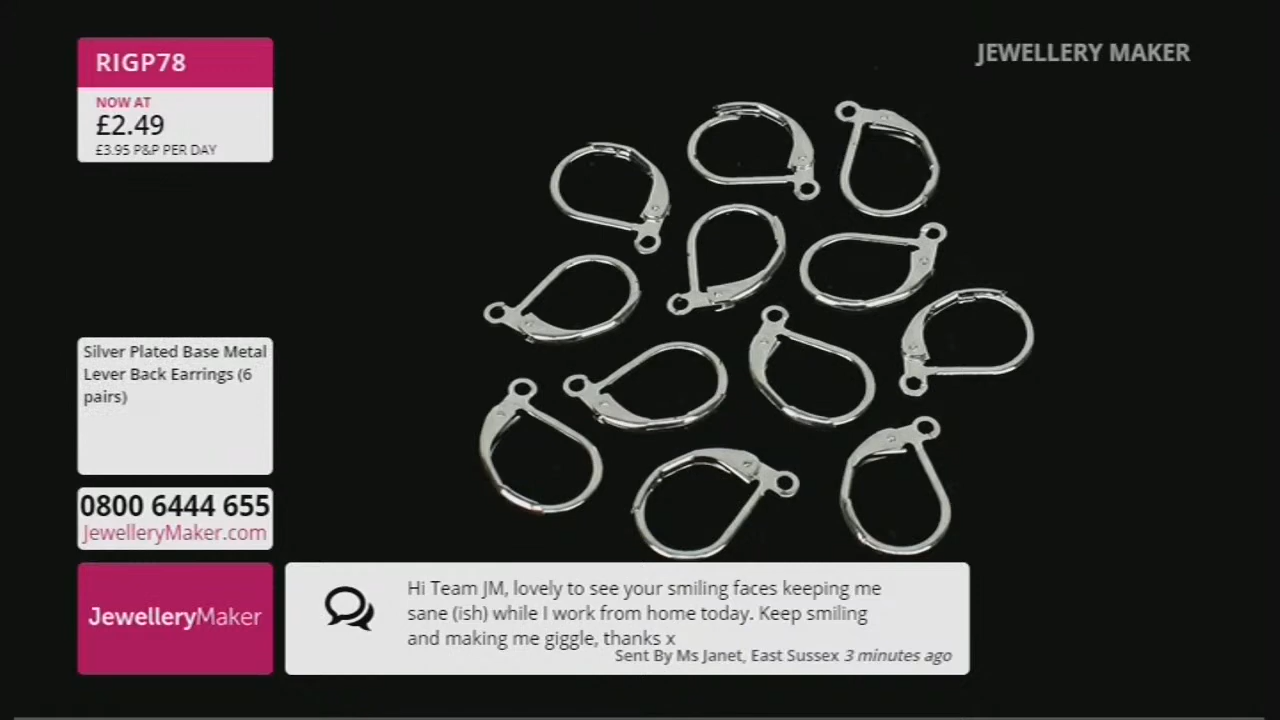 RIGP78
NOW AT
£2.49
£3.95 P&P PER DAY
JEWELLERY MAKER
Silver Plated Base Metal
Lever Back Earrings (6
pairs)
0800 6444 655
JewelleryMaker.com
JewelleryMaker
Hi Team JM, lovely to see your smiling faces keeping me
sane (ish) while I work from home today. Keep smiling
and making me giggle, thanks x
Sent By Ms Janet, East Sussex 3 minutes ago